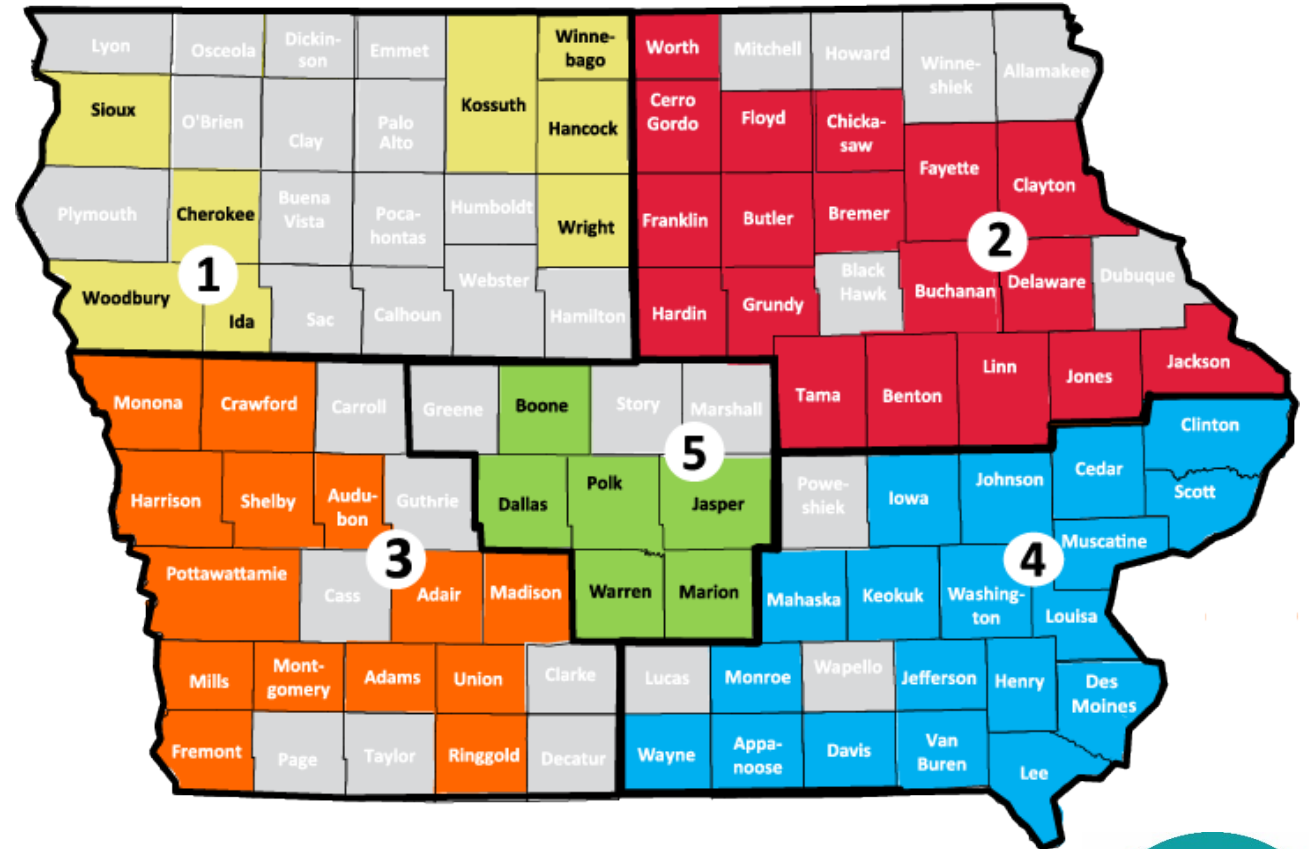 Lyon
Osceola
Dickin-
son
Emmet
Kossuth
Winne-
bago
Worth
Mitchell
Howard
Winne-
shiek
Allamakee
Sioux
O'Brien
Clay
Palo
Alto
Hancock
Cerro
Gordo
Floyd
Chicka-
saw
Fayette
Clayton
Plymouth
Cherokee
Buena
Vista
Poca-
hontas
Humboldt
Wright
Franklin
Butler
Bremer
2
1
Woodbury
Ida
Sac
Calhoun
Webster
Hamilton
Hardin
Grundy
Black
Hawk
Buchanan
Delaware
Dubuque
Monona
Crawford
Carroll
Greene
Boone
Story
Marshall
Tama
Benton
Linn
Jones
Jackson
5
Harrison
Shelby
Audu-
bon
Guthrie
Dallas
Polk
Jasper
Powe-
shiek
Iowa
Johnson
Cedar
Clinton
Scott
3
4
Muscatine
Pottawattamie
Cass
Adair
Madison
Warren
Marion
Mahaska
Keokuk
Washing-
ton
Louisa
Mills
Mont-
gomery
Adams
Union
Clarke
Lucas
Monroe
Wapello
Jefferson
Henry
Des
Moines
Fremont
Page
Taylor
Ringgold
Decatur
Wayne
Appa-
noose
Davis
Van
Buren
Lee